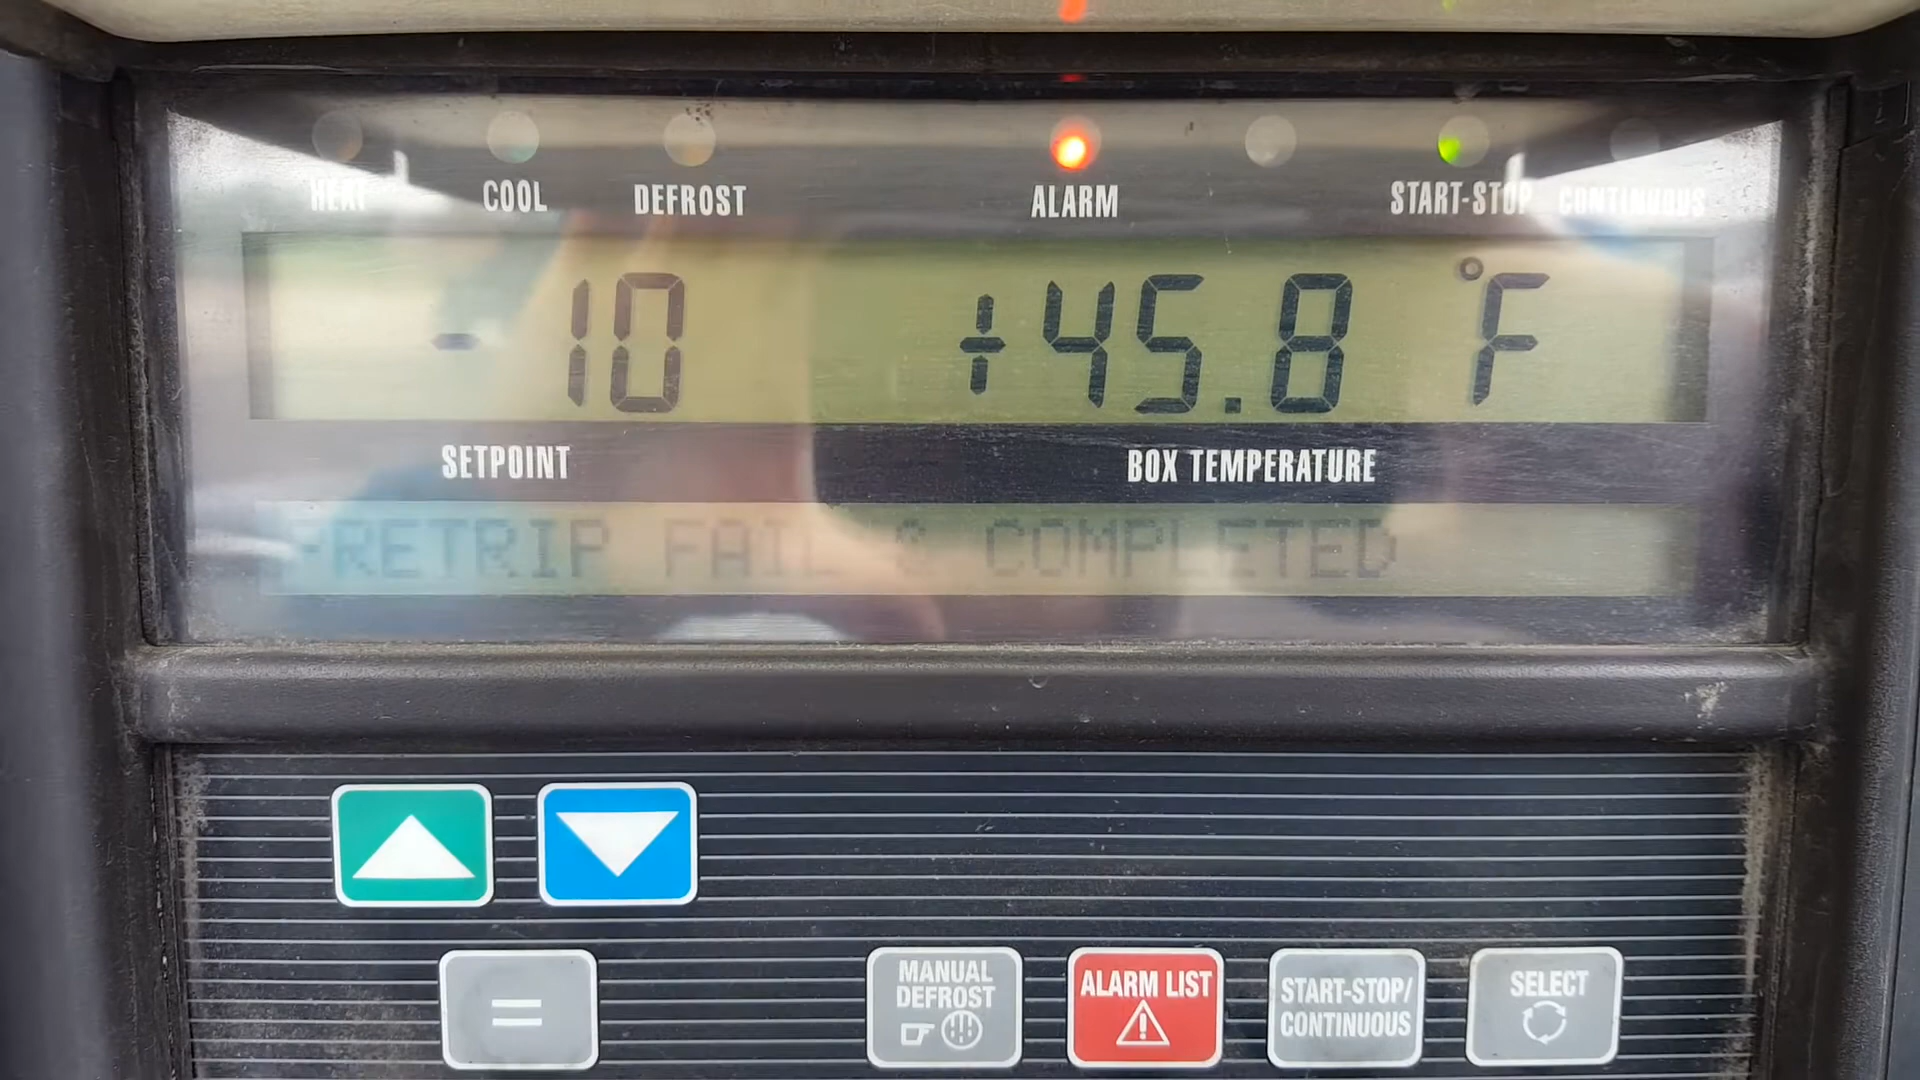 HEAT COOL DEFROST ALARM START-STOP CONTINUOUS
- 10 +45.8 °F
SETPOINT BOX TEMPERATURE
PRETRIP FAIL & COMPLETED
MANUAL DEFROST
ALARM LIST
START-STOP/
CONTINUOUS
SELECT
=